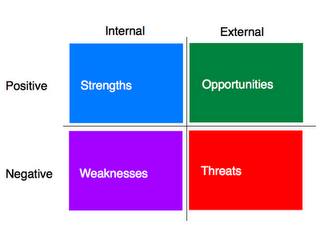 Internal External
Positive Strengths Opportunities
Negative Weaknesses Threats